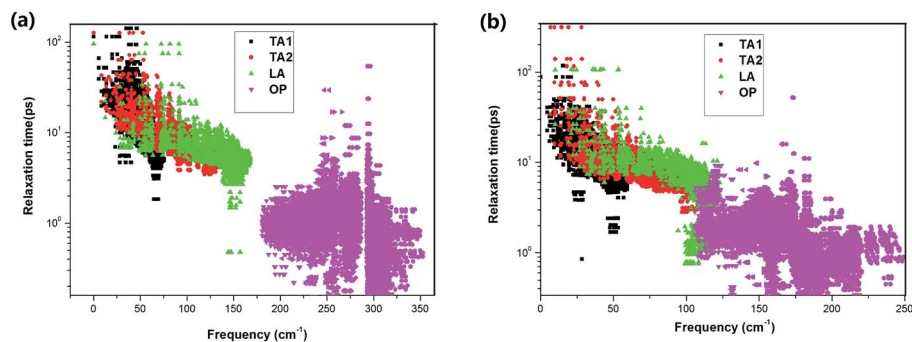 (a)
TA1
TA2
LA
OP
10²
10¹
10⁰
Relaxation time(ps)
0 50 100 150 200 250 300 350
Frequency (cm⁻¹)
(b)
TA1
TA2
LA
OP
10²
10¹
10⁰
Relaxation time(ps)
0 50 100 150 200 250
Frequency (cm⁻¹)